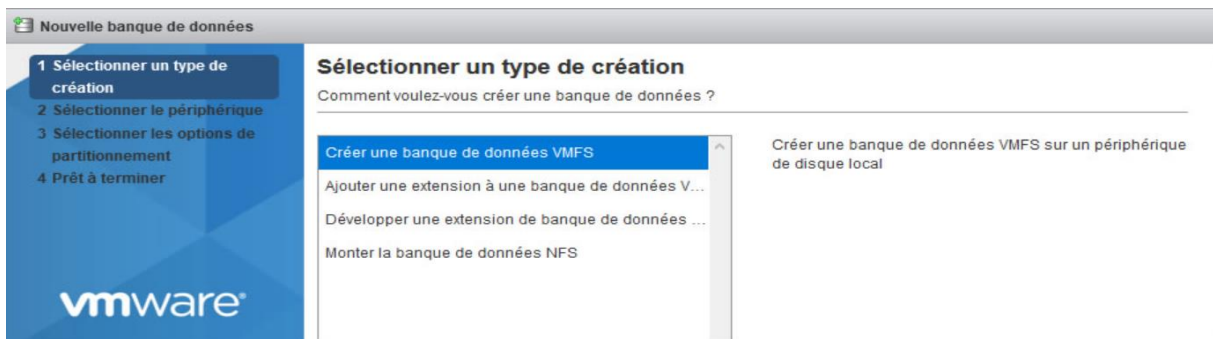 Nouvelle banque de données
1 Sélectionner un type de
création
2 Sélectionner le périphérique
3 Sélectionner les options de
partitionnement
4 Prêt à terminer
vmware®
Sélectionner un type de création
Comment voulez-vous créer une banque de données ?
Créer une banque de données VMFS
Ajouter une extension à une banque de données V...
Développer une extension de banque de données ...
Monter la banque de données NFS
Créer une banque de données VMFS sur un périphérique
de disque local